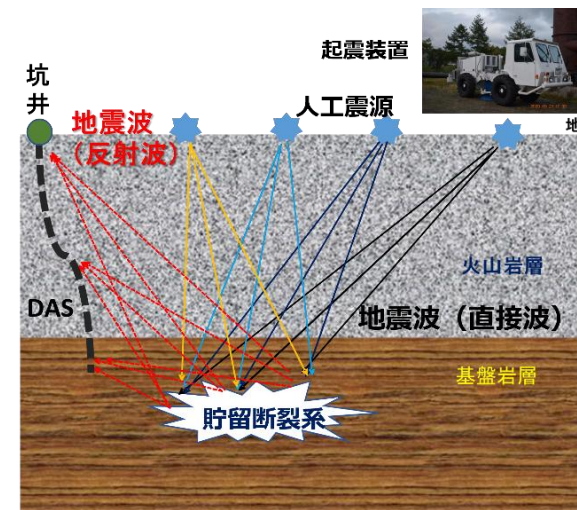 起震装置
坑
井
人工震源
地震波
（反射波）
地
火山岩層
DAS
地震波（直接波）
基盤岩層
貯留断裂系